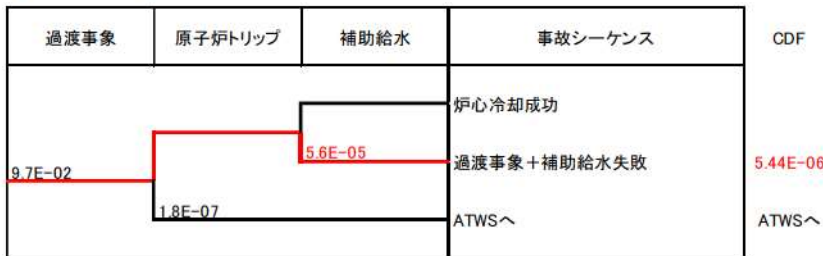 過渡事象 原子炉トリップ 補助給水 事故シーケンス CDF
炉心冷却成功
5.6E-05 過渡事象+補助給水失敗 5.44E-06
9.7E-02
1.8E-07 ATWSへ ATWSへ